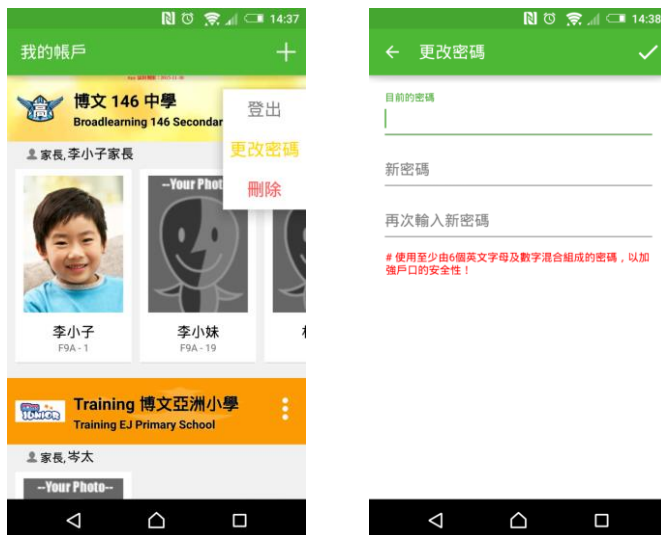 14:37
我的帳戶
博文 146 中學
Broadlearning 146 Secondar
登出
更改密碼
刪除
家長,李小子家長
--Your Phot
李小子
F9A - 1
李小妹
F9A - 19
Training 博文亞洲小學
Training EJ Primary School
家長,岑太
--Your Photo--
14:38
更改密碼
目前的密碼
新密碼
再次輸入新密碼
# 使用至少由6個英文字母及數字混合組成的密碼，以加
強戶口的安全性！